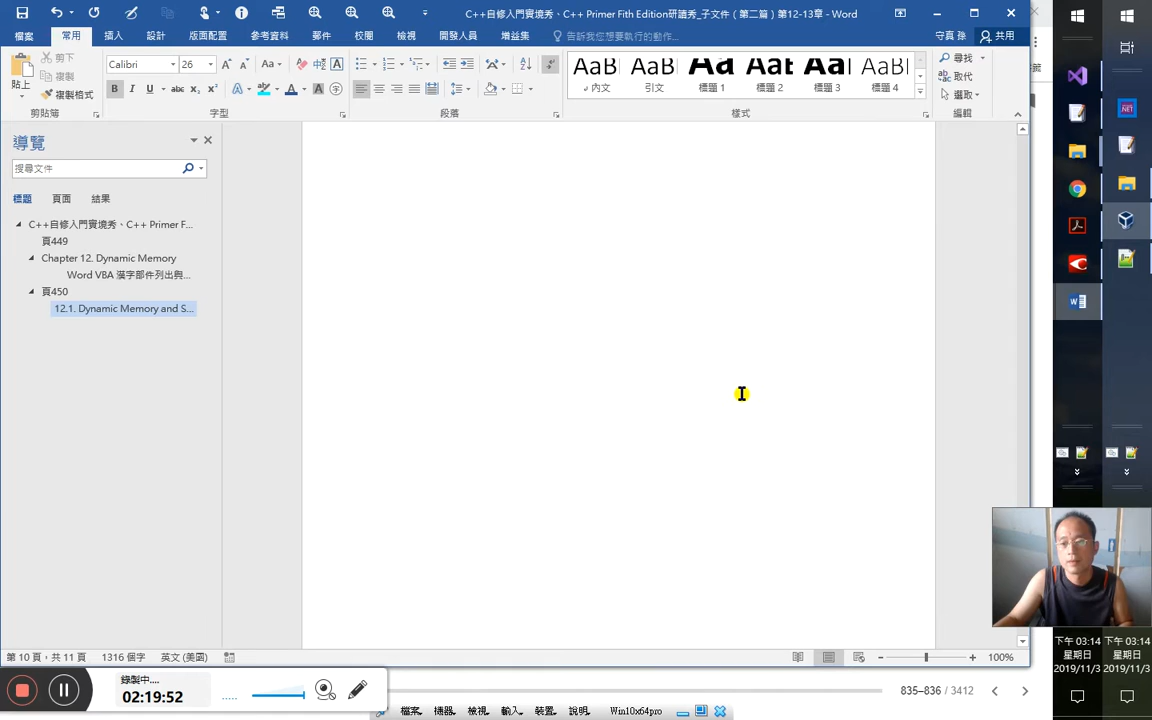 C++自修入門實境秀、C++ Primer Fith Edition研讀秀_子文件（第二篇）第12-13章 - Word
檔案 常用 插入 設計 版面配置 參考資料 郵件 校閱 檢視 開發人員 增益集 告訴我您想要執行的動作... 守真 孫 共用
貼上 剪下 複製 複製格式 剪貼簿
Calibri 26 Aa
B I U abc x₂ x² A A A 字
字型
段落
AaB AaB Aa AaB AaB AaB
內文 引文 標題 1 標題 2 標題 3 標題 4
樣式
尋找
取代
選取
編輯
導覽
搜尋文件
標題 頁面 結果
C++自修入門實境秀、C++ Primer F...
頁449
Chapter 12. Dynamic Memory
Word VBA 漢字部件列出與...
頁450
12.1. Dynamic Memory and S...
第 10 頁，共 11 頁 1316 個字 英文 (美國) 100%
錄製中....
02:19:52
835–836 / 3412
檔案, 機器, 檢視, 輸入, 裝置, 說明, Win10x64pro
.NET
下午 03:14
星期日
2019/11/3
下午 03:14
星期日
2019/11/3